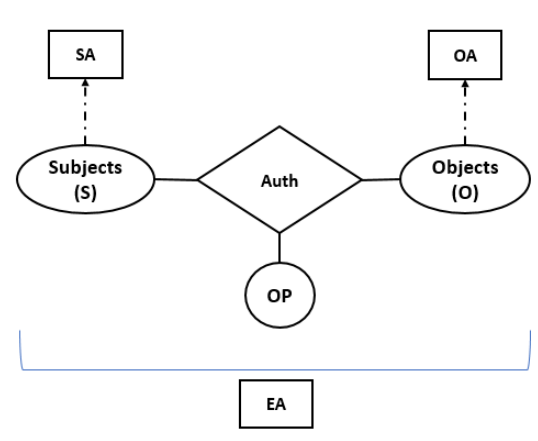 SA
OA
Subjects
(S)
Auth
Objects
(O)
OP
EA